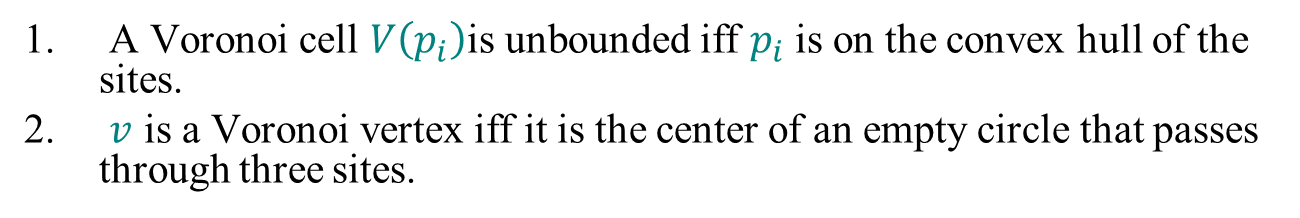 1. A Voronoi cell V(pᵢ)is unbounded iff pᵢ is on the convex hull of the
sites.
2. v is a Voronoi vertex iff it is the center of an empty circle that passes
through three sites.